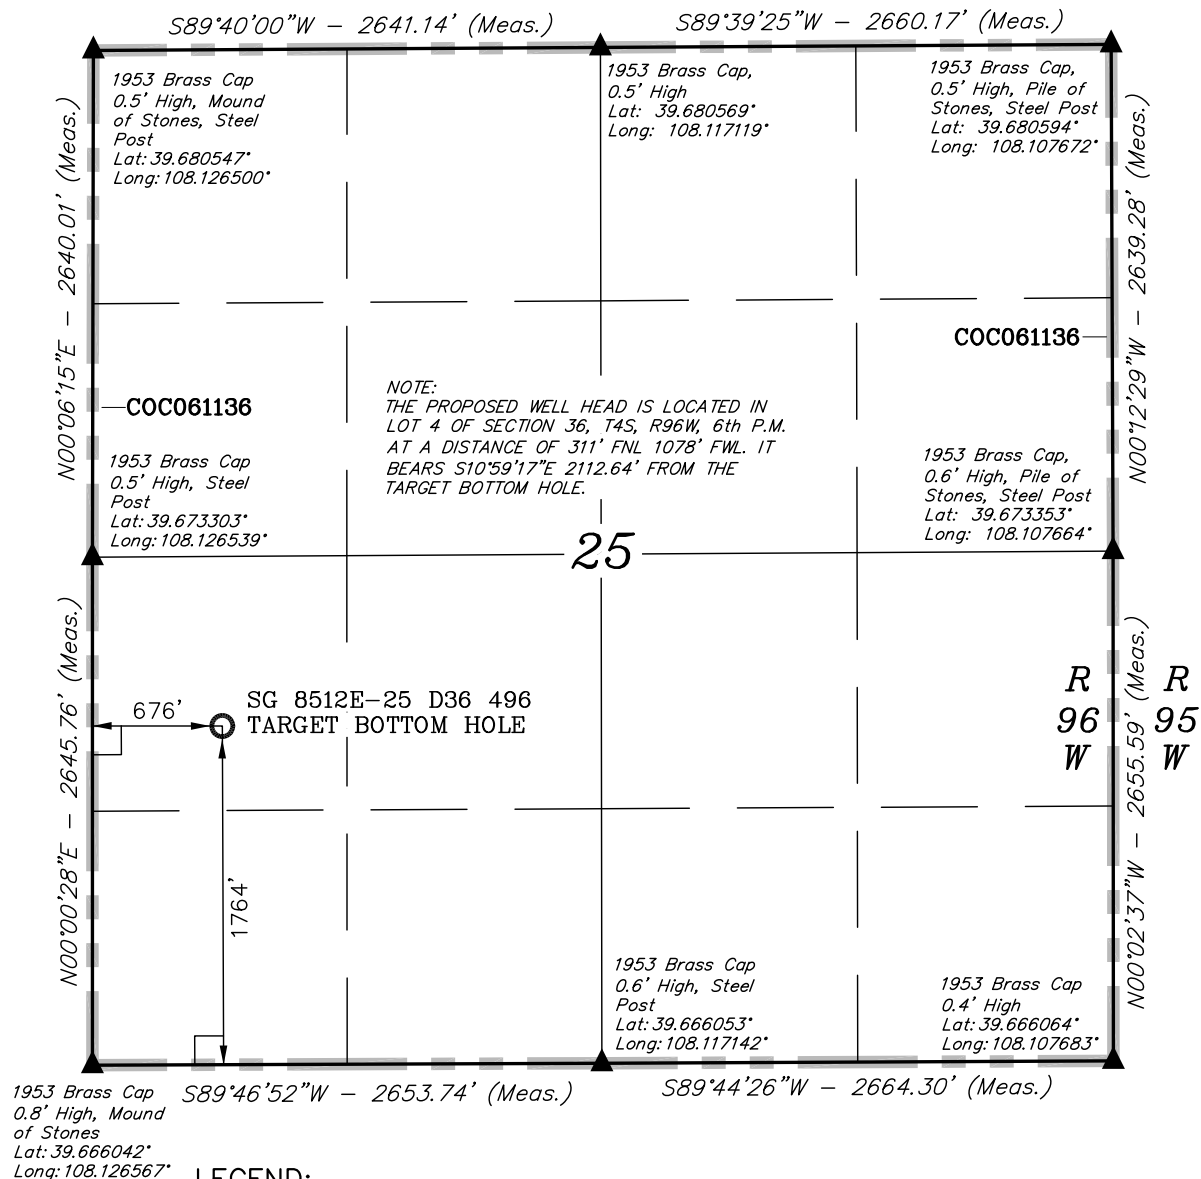 S89°40'00"W - 2641.14' (Meas.)
S89°39'25"W - 2660.17' (Meas.)
1953 Brass Cap
0.5' High, Mound
of Stones, Steel
Post
Lat: 39.680547°
Long: 108.126500°
1953 Brass Cap,
0.5' High
Lat: 39.680569°
Long: 108.117119°
1953 Brass Cap,
0.5' High, Pile of
Stones, Steel Post
Lat: 39.680594°
Long: 108.107672°
N00°06'15"E - 2640.01' (Meas.)
N00°12'29"W - 2639.28' (Meas.)
COC061136
COC061136
NOTE:
THE PROPOSED WELL HEAD IS LOCATED IN
LOT 4 OF SECTION 36, T4S, R96W, 6th P.M.
AT A DISTANCE OF 311' FNL 1078' FWL. IT
BEARS S10°59'17"E 2112.64' FROM THE
TARGET BOTTOM HOLE.
1953 Brass Cap
0.5' High, Steel
Post
Lat: 39.673303°
Long: 108.126539°
1953 Brass Cap,
0.6' High, Pile of
Stones, Steel Post
Lat: 39.673353°
Long: 108.107664°
25
N00°00'28"E - 2645.76' (Meas.)
676'
SG 8512E-25 D36 496
TARGET BOTTOM HOLE
1764'
R
96
W
R
95
W
N00°02'37"W - 2655.59' (Meas.)
1953 Brass Cap
0.6' High, Steel
Post
Lat: 39.666053°
Long: 108.117142°
1953 Brass Cap
0.4' High
Lat: 39.666064°
Long: 108.107683°
1953 Brass Cap
0.8' High, Mound
of Stones
Lat: 39.666042°
Long: 108.126567°
S89°46'52"W - 2653.74' (Meas.)
S89°44'26"W - 2664.30' (Meas.)
LEGEND: